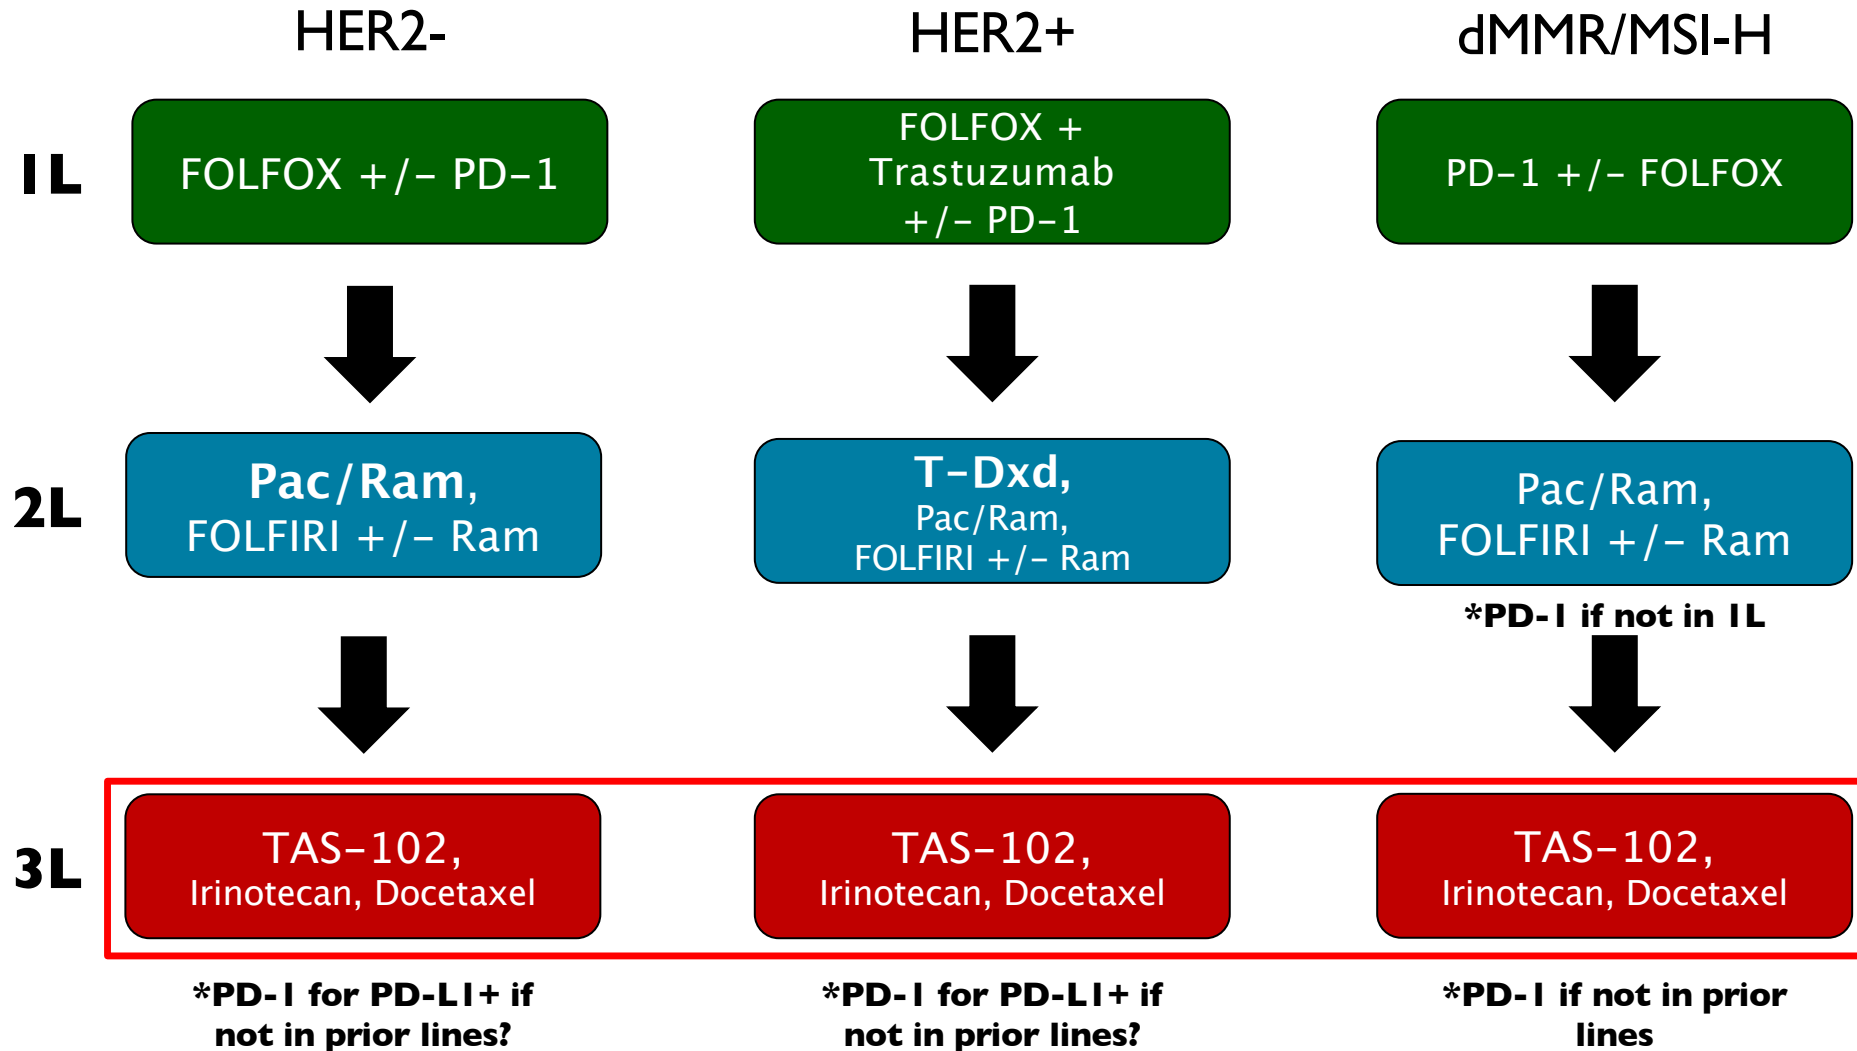 HER2-
HER2+
dMMR/MSI-H
1L
FOLFOX +/- PD-1
FOLFOX +
Trastuzumab
+/- PD-1
PD-1 +/- FOLFOX
2L
Pac/Ram,
FOLFIRI +/- Ram
T-Dxd,
Pac/Ram,
FOLFIRI +/- Ram
Pac/Ram,
FOLFIRI +/- Ram
*PD-1 if not in 1L
3L
TAS-102,
Irinotecan, Docetaxel
TAS-102,
Irinotecan, Docetaxel
TAS-102,
Irinotecan, Docetaxel
*PD-1 for PD-L1+ if
not in prior lines?
*PD-1 for PD-L1+ if
not in prior lines?
*PD-1 if not in prior
lines